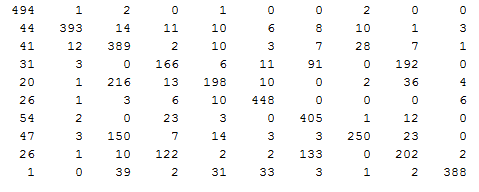 494 1 2 0 1 0 0 2 0 0
44 393 14 11 10 6 8 10 1 3
41 12 389 2 10 3 7 28 7 1
31 3 0 166 6 11 91 0 192 0
20 1 216 13 198 10 0 2 36 4
26 1 3 6 10 448 0 0 0 6
54 2 0 23 3 0 405 1 12 0
47 3 150 7 14 3 3 250 23 0
26 1 10 122 2 2 133 0 202 2
1 0 39 2 31 33 3 1 2 388